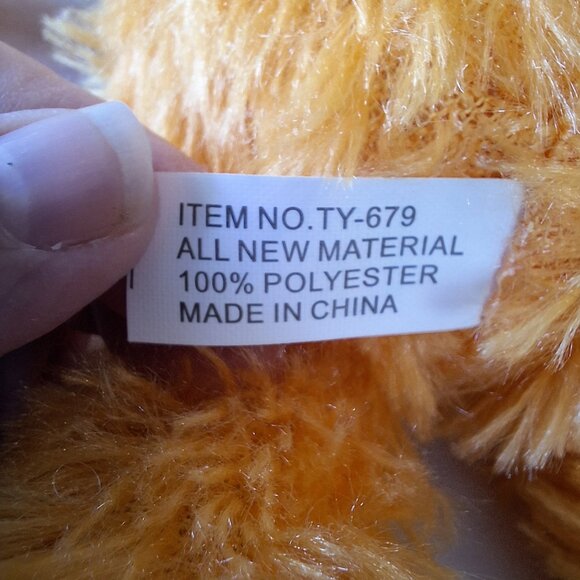 ITEM NO.TY-679
ALL NEW MATERIAL
100% POLYESTER
MADE IN CHINA